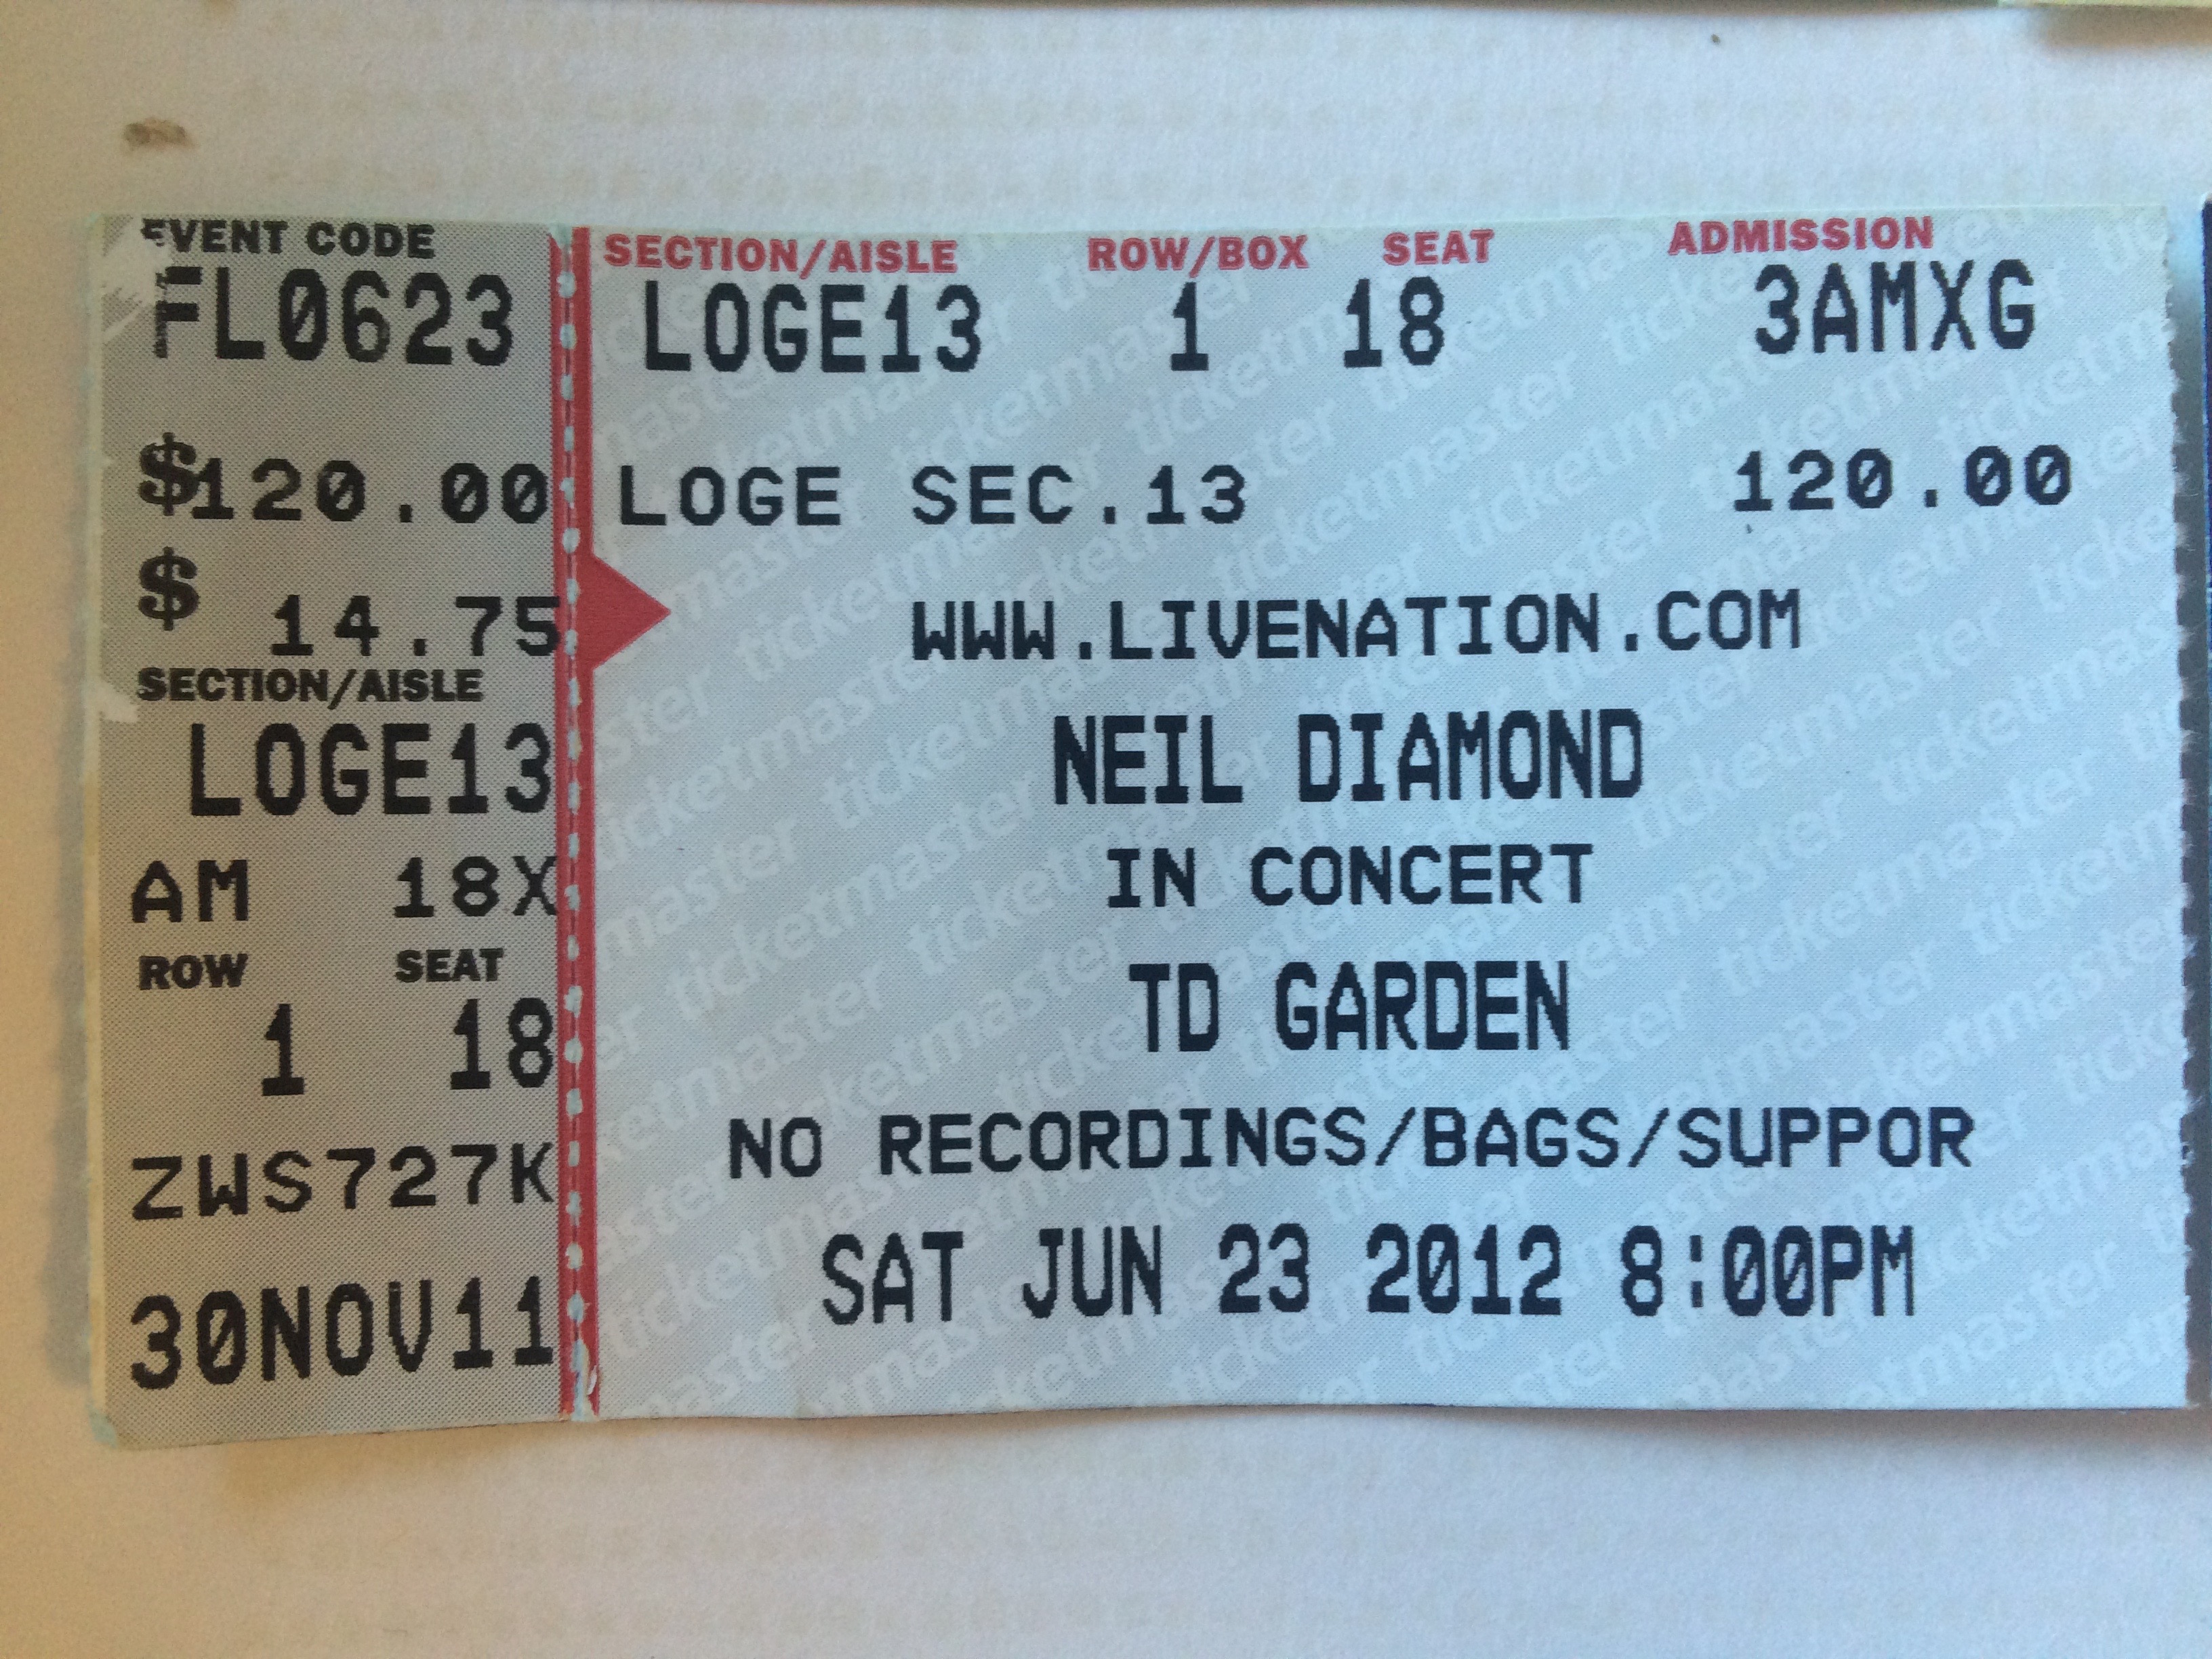 EVENT CODE
FL0623
$120.00
$ 14.75
SECTION/AISLE
LOGE13
AM 18X
ROW SEAT
1 18
ZWS727K
30NOV11
SECTION/AISLE ROW/BOX SEAT ADMISSION
LOGE13 1 18 3AMXG
LOGE SEC.13 120.00
WWW.LIVENATION.COM
NEIL DIAMOND
IN CONCERT
TD GARDEN
NO RECORDINGS/BAGS/SUPPOR
SAT JUN 23 2012 8:00PM
ticketmaster